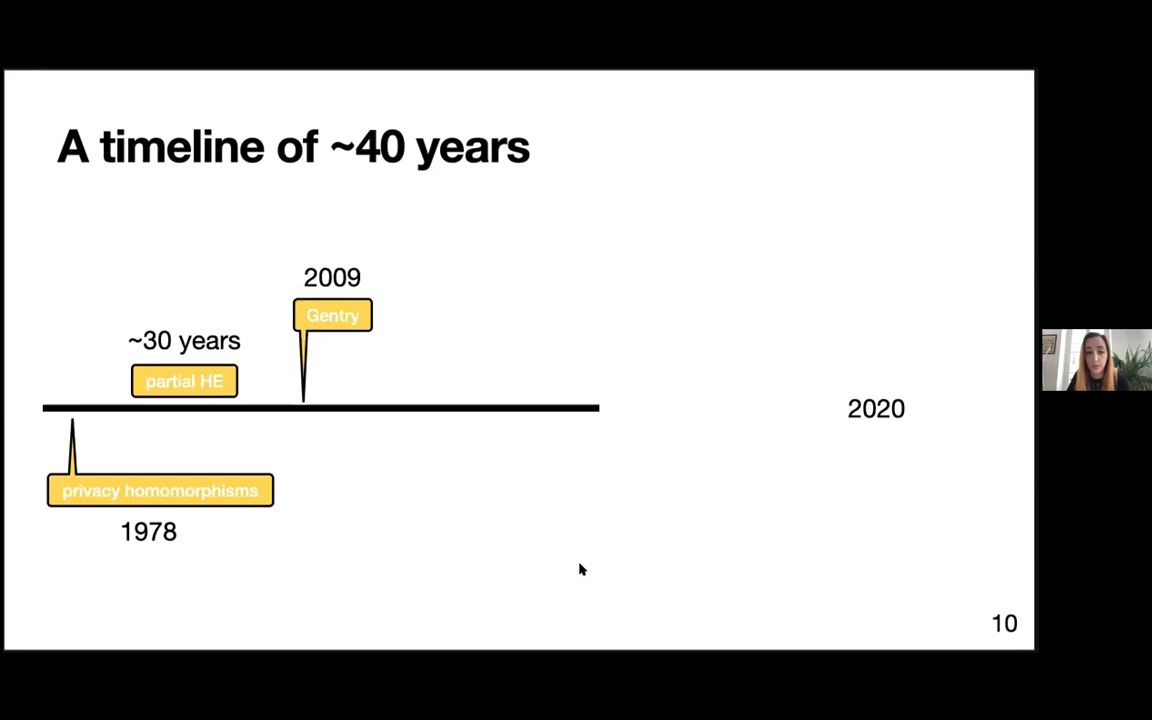 A timeline of ~40 years
2009
Gentry
~30 years
partial HE
2020
privacy homomorphisms
1978
10